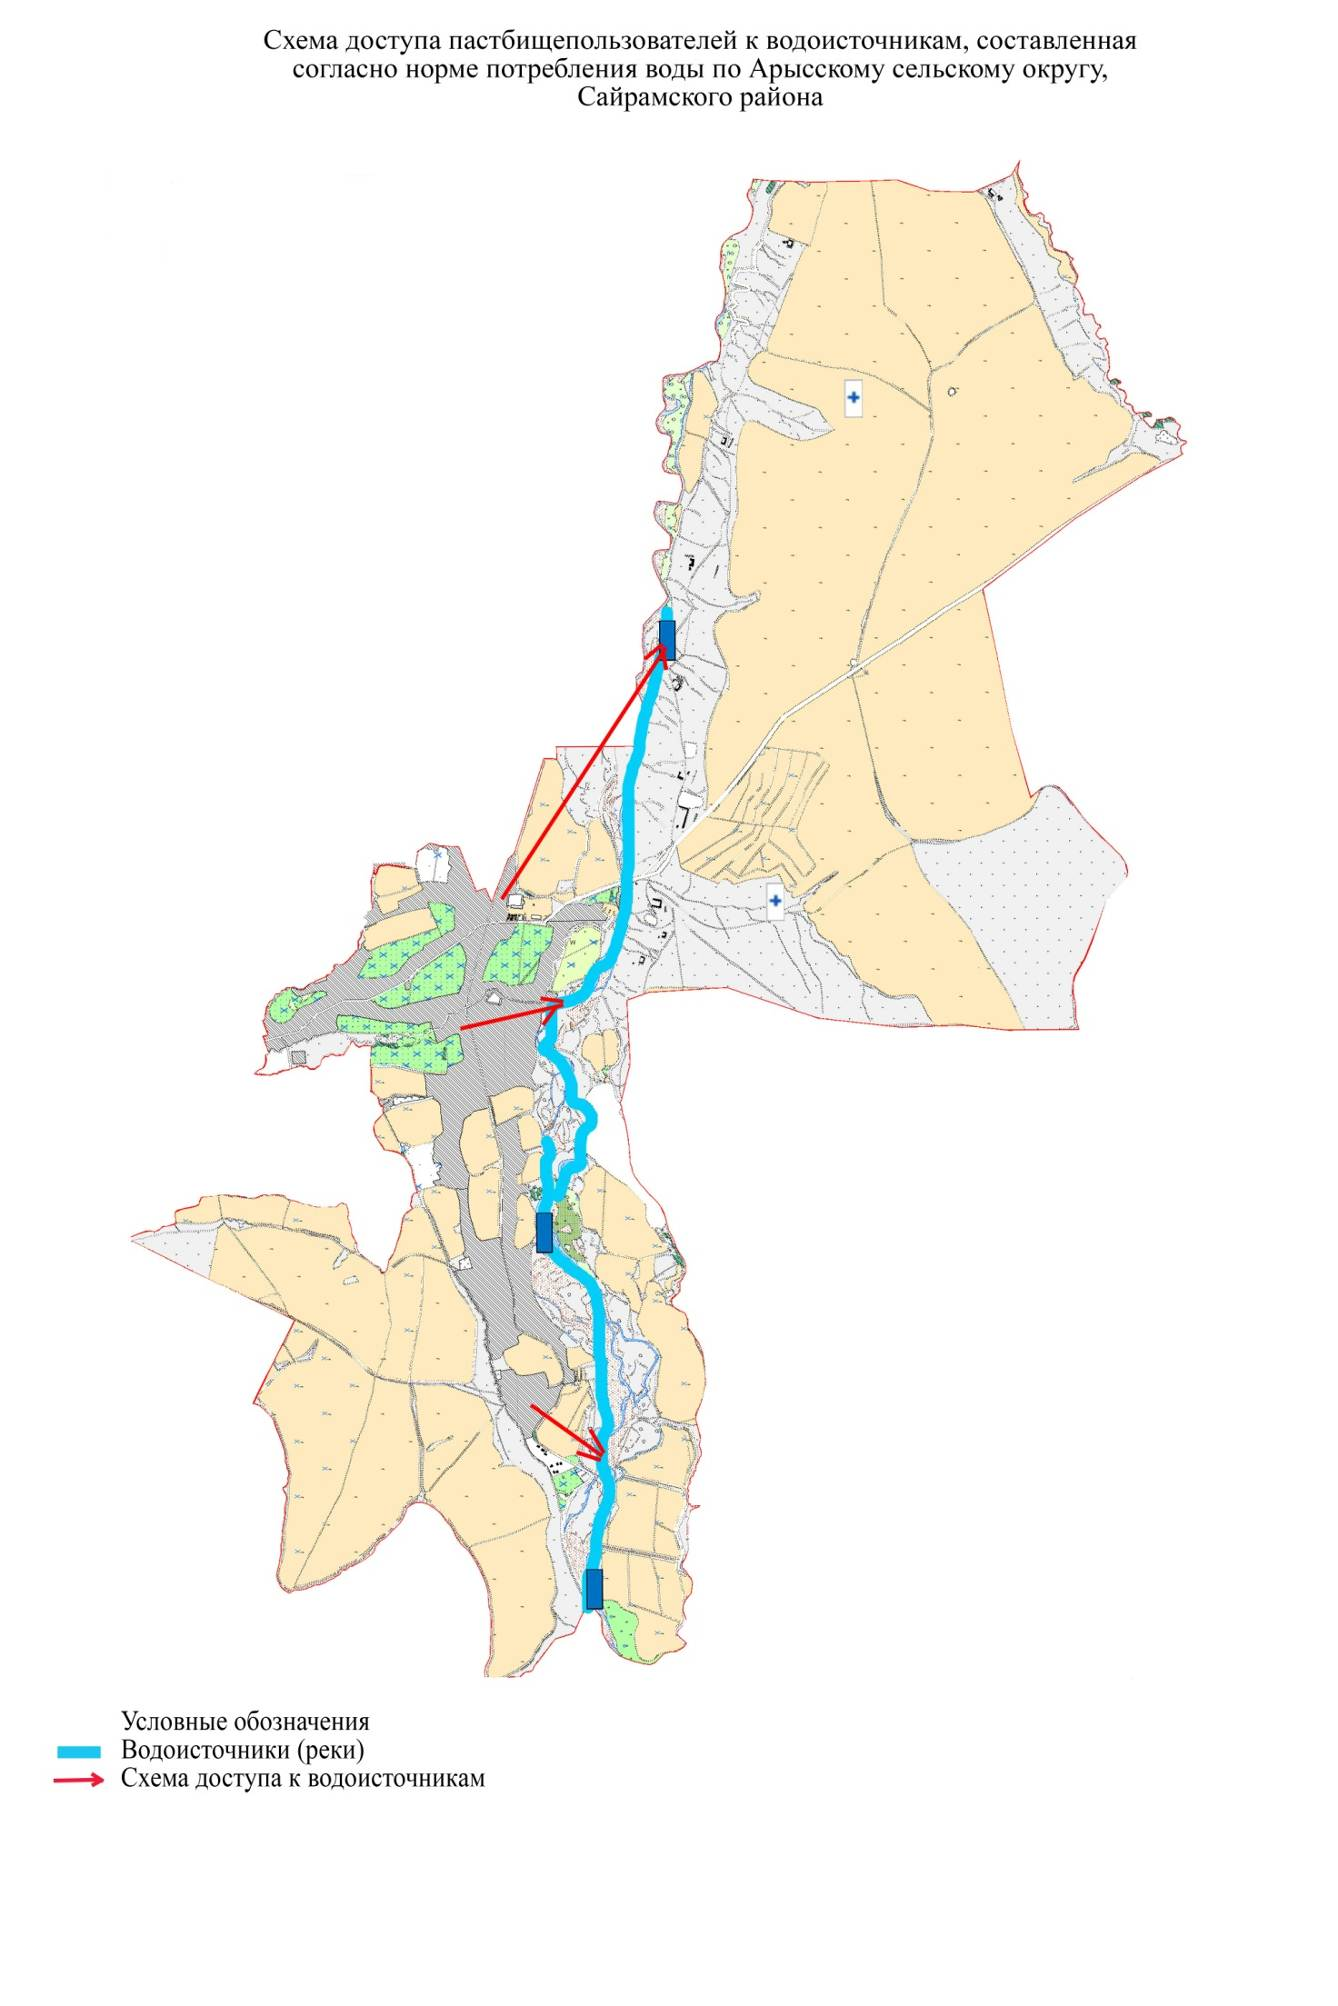 Схема доступа пастбищепользователей к водоисточникам, составленная
согласно норме потребления воды по Арысскому сельскому округу,
Сайрамского района
Условные обозначения
Водоисточники (реки)
Схема доступа к водоисточникам